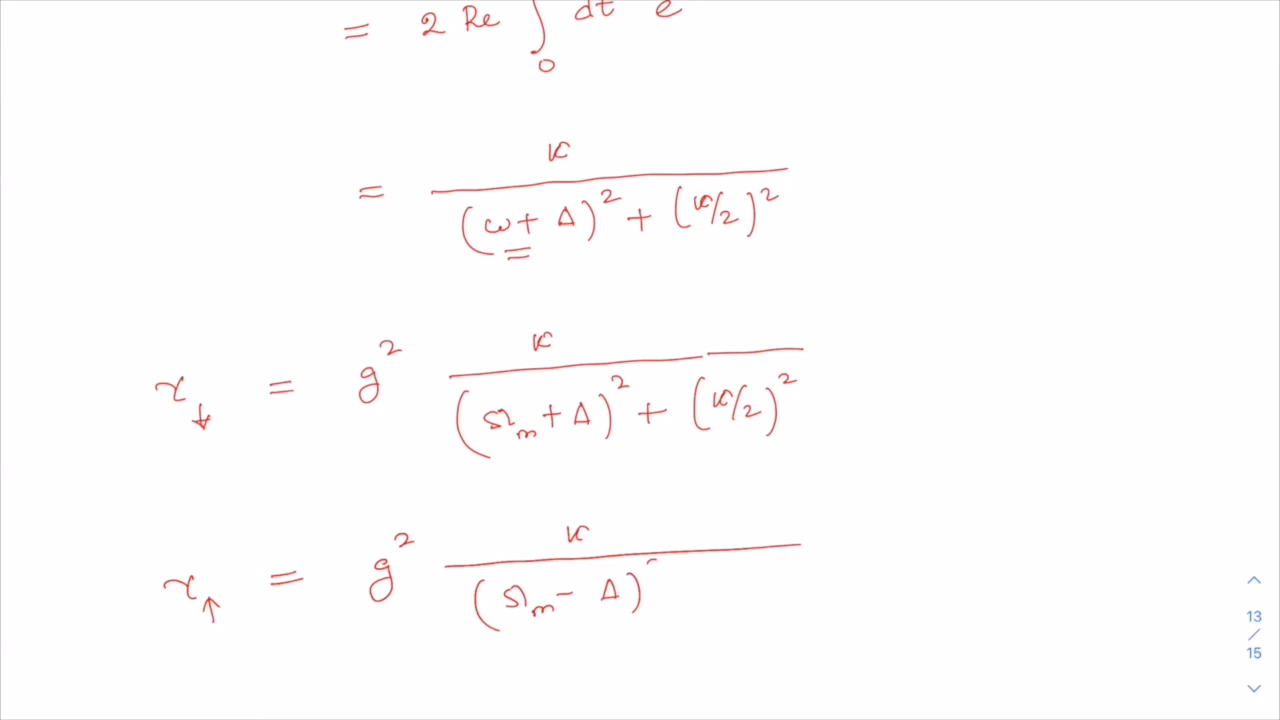 = 2 Re ∫₀ dt e
= κ / ((ω + Δ)² + (κ/2)²)
γ↓ = g² κ / ((Ωm + Δ)² + (κ/2)²)
γ↑ = g² κ / (Ωm − Δ)
13
/
15